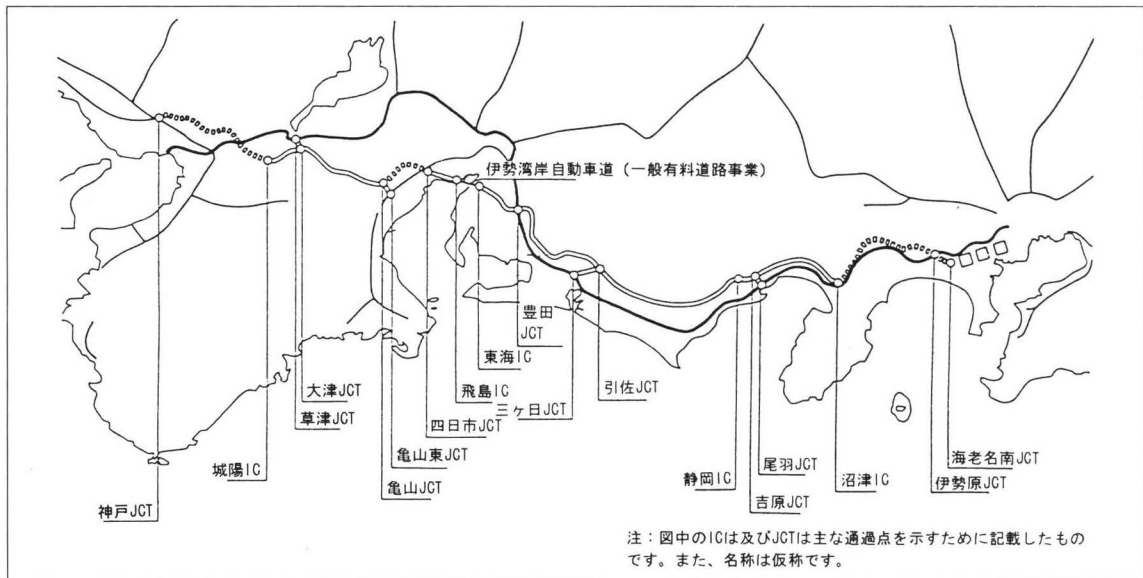 伊勢湾岸自動車道（一般有料道路事業）
豊田
JCT
東海IC
飛島IC
三ヶ日JCT
引佐JCT
大津JCT
草津JCT
四日市JCT
亀山東JCT
亀山JCT
城陽IC
神戸JCT
静岡IC
尾羽JCT
吉原JCT
沼津IC
海老名南JCT
伊勢原JCT
注：図中のICは及びJCTは主な通過点を示すために記載したもの
です。また、名称は仮称です。